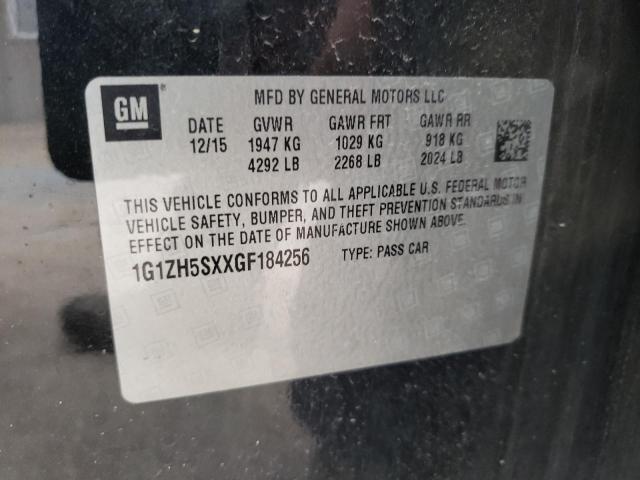 GM ®
MFD BY GENERAL MOTORS LLC
DATE GVWR GAWR FRT GAWR RR
12/15 1947 KG 1029 KG 918 KG
4292 LB 2268 LB 2024 LB
THIS VEHICLE CONFORMS TO ALL APPLICABLE U.S. FEDERAL MOTOR
VEHICLE SAFETY, BUMPER, AND THEFT PREVENTION STANDARDS IN
EFFECT ON THE DATE OF MANUFACTURE SHOWN ABOVE.
1G1ZH5SXXGF184256 TYPE: PASS CAR